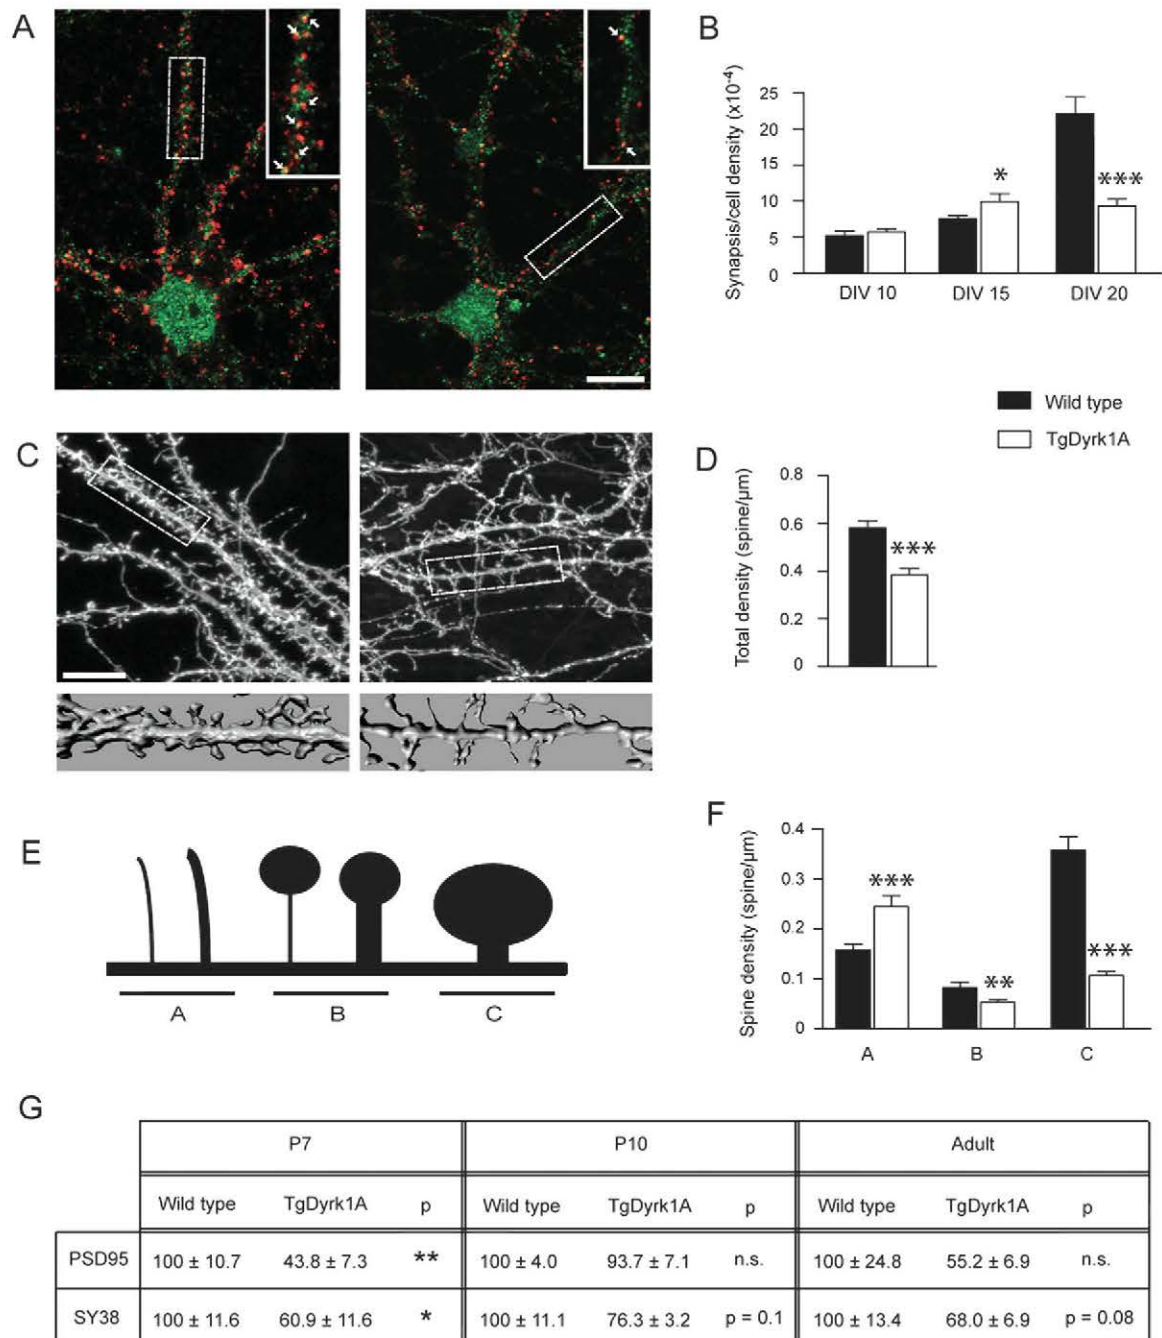 A
B
Synapsis/cell density (x10-4)
25
20
15
10
5
0
*
***
DIV 10
DIV 15
DIV 20
Wild type
TgDyrk1A
C
D
Total density (spine/µm)
0.8
0.6
0.4
0.2
0
***
E
A
B
C
F
Spine density (spine/µm)
0.4
0.3
0.2
0.1
0
***
**
***
A
B
C
G
P7 P10 Adult
Wild type TgDyrk1A p Wild type TgDyrk1A p Wild type TgDyrk1A p
PSD95 100 ± 10.7 43.8 ± 7.3 ** 100 ± 4.0 93.7 ± 7.1 n.s. 100 ± 24.8 55.2 ± 6.9 n.s.
SY38 100 ± 11.6 60.9 ± 11.6 * 100 ± 11.1 76.3 ± 3.2 p = 0.1 100 ± 13.4 68.0 ± 6.9 p = 0.08